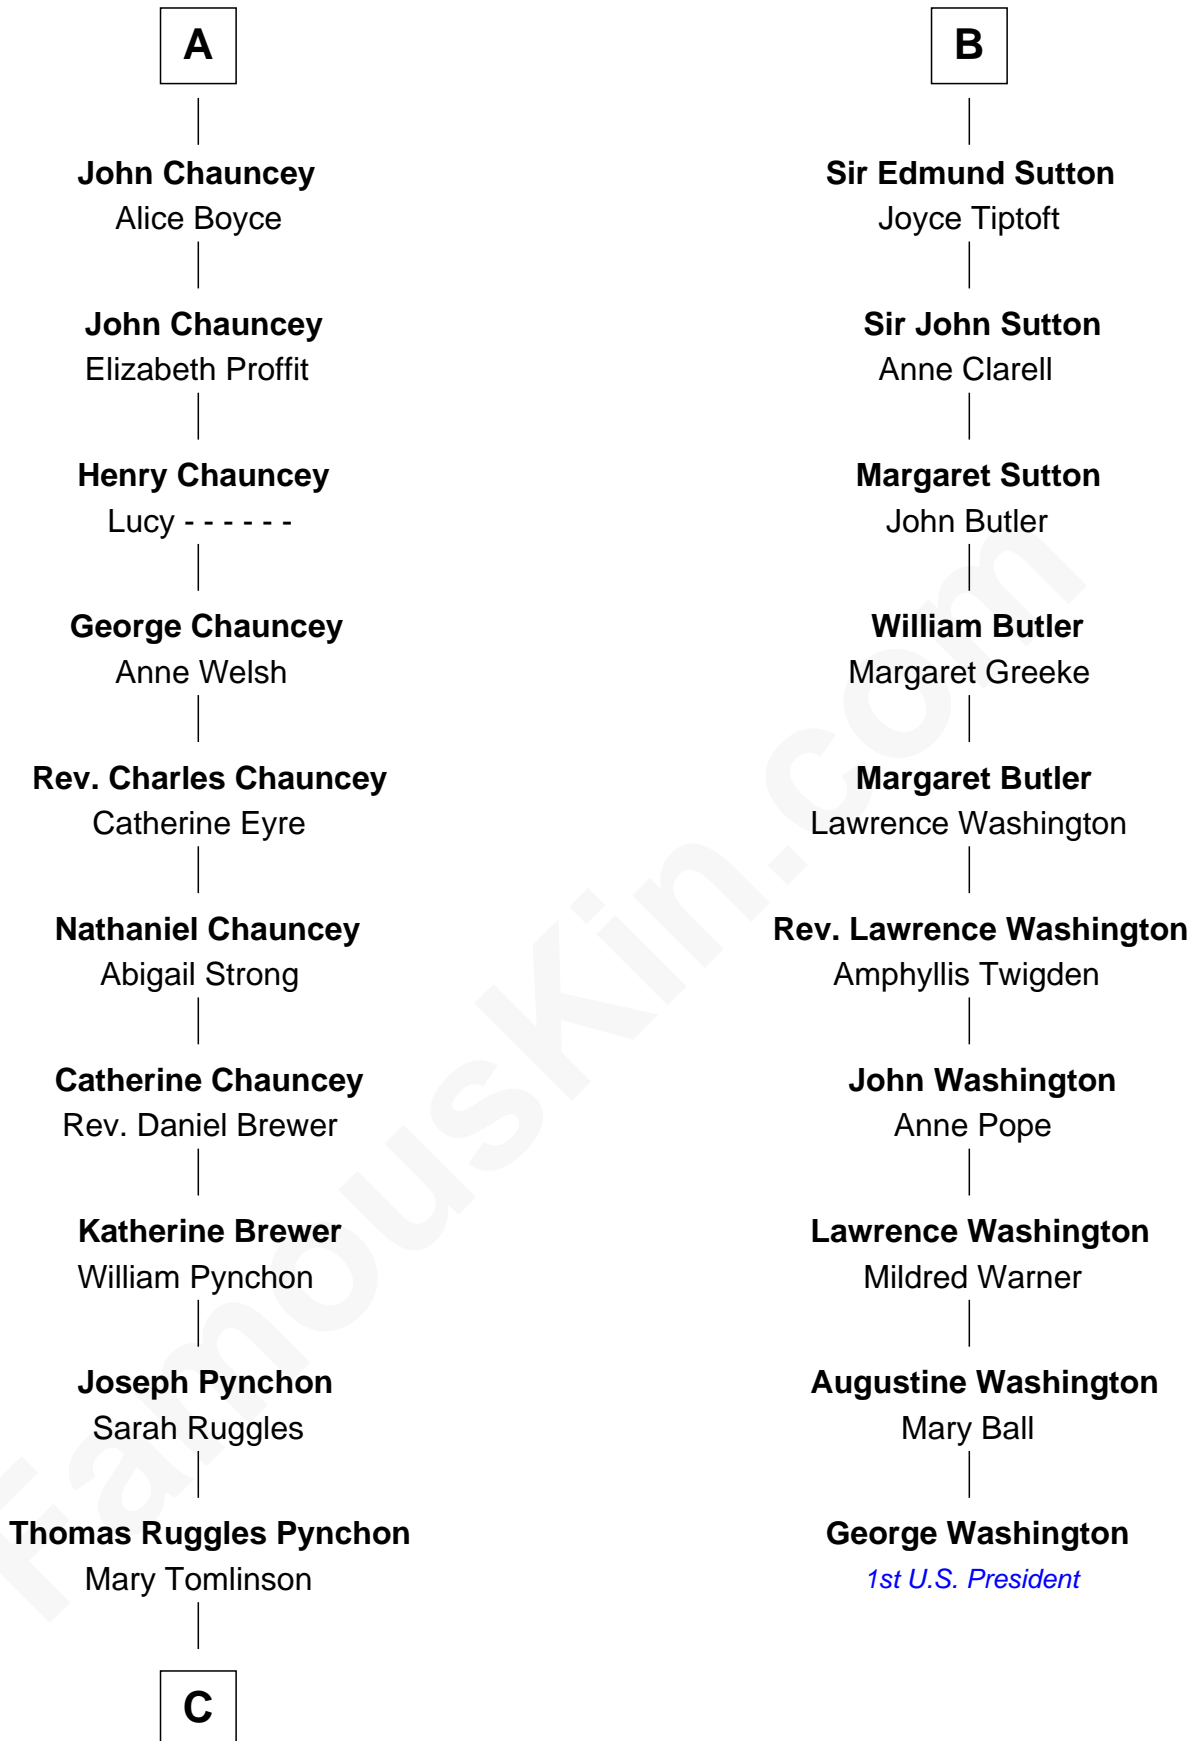 A
John Chauncey
Alice Boyce
John Chauncey
Elizabeth Proffit
Henry Chauncey
Lucy - - - - - -
George Chauncey
Anne Welsh
Rev. Charles Chauncey
Catherine Eyre
Nathaniel Chauncey
Abigail Strong
Catherine Chauncey
Rev. Daniel Brewer
Katherine Brewer
William Pynchon
Joseph Pynchon
Sarah Ruggles
Thomas Ruggles Pynchon
Mary Tomlinson
C
B
Sir Edmund Sutton
Joyce Tiptoft
Sir John Sutton
Anne Clarell
Margaret Sutton
John Butler
William Butler
Margaret Greeke
Margaret Butler
Lawrence Washington
Rev. Lawrence Washington
Amphyllis Twigden
John Washington
Anne Pope
Lawrence Washington
Mildred Warner
Augustine Washington
Mary Ball
George Washington
1st U.S. President
FamousKin.com